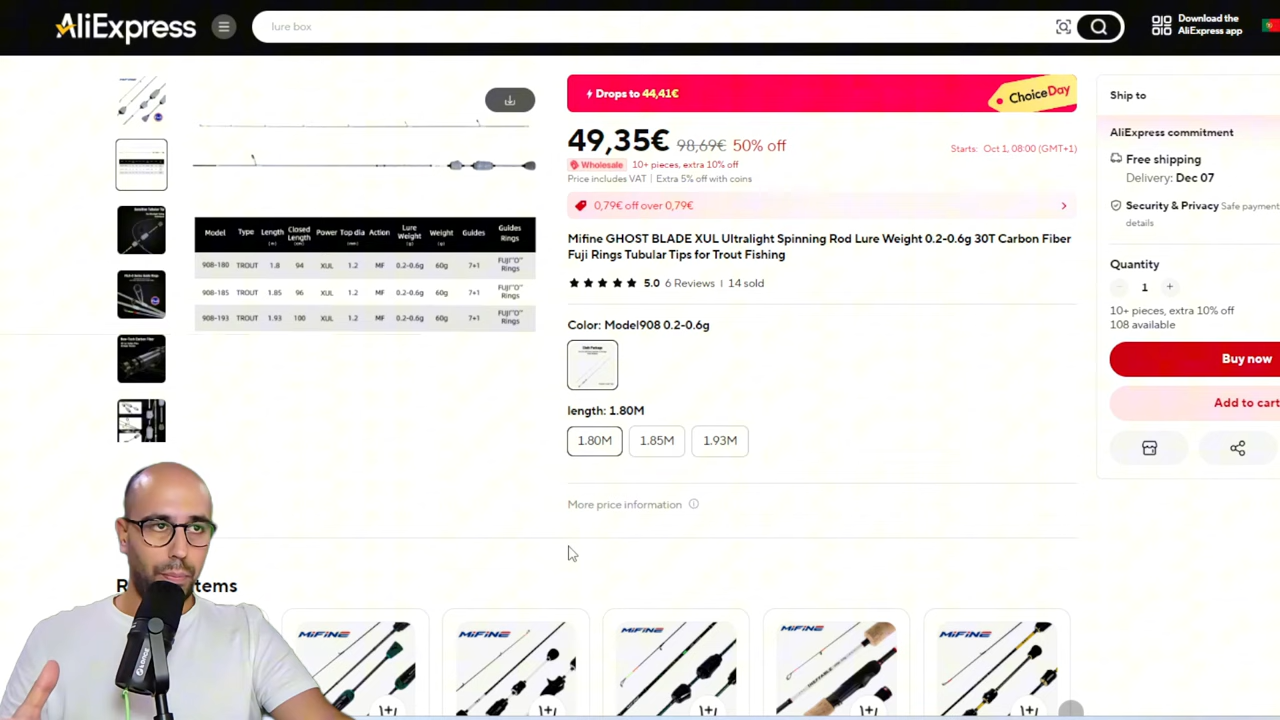 AliExpress
lure box
Download the
AliExpress app
Drops to 44,41€
ChoiceDay
49,35€ 98,69€ 50% off
Starts: Oct 1, 08:00 (GMT+1)
Wholesale 10+ pieces, extra 10% off
Price includes VAT | Extra 5% off with coins
0,79€ off over 0,79€
Mifine GHOST BLADE XUL Ultralight Spinning Rod Lure Weight 0.2-0.6g 30T Carbon Fiber
Fuji Rings Tubular Tips for Trout Fishing
5.0 6 Reviews | 14 sold
Color: Model908 0.2-0.6g
length: 1.80M
1.80M 1.85M 1.93M
More price information
Model Type Length Closed Length Power Top dia Action Lure Weight Weight Guides Guides Rings
908-180 TROUT 1.8 94 XUL 1.2 MF 0.2-0.6g 60g 7+1 FUJI"O" Rings
908-185 TROUT 1.85 96 XUL 1.2 MF 0.2-0.6g 60g 7+1 FUJI"O" Rings
908-193 TROUT 1.93 100 XUL 1.2 MF 0.2-0.6g 60g 7+1 FUJI"O" Rings
Ship to
AliExpress commitment
Free shipping
Delivery: Dec 07
Security & Privacy Safe payment
details
Quantity
1
10+ pieces, extra 10% off
108 available
Buy now
Add to cart
R tems
MiFiNE MiFiNE MiFiNE MiFiNE MiFiNE